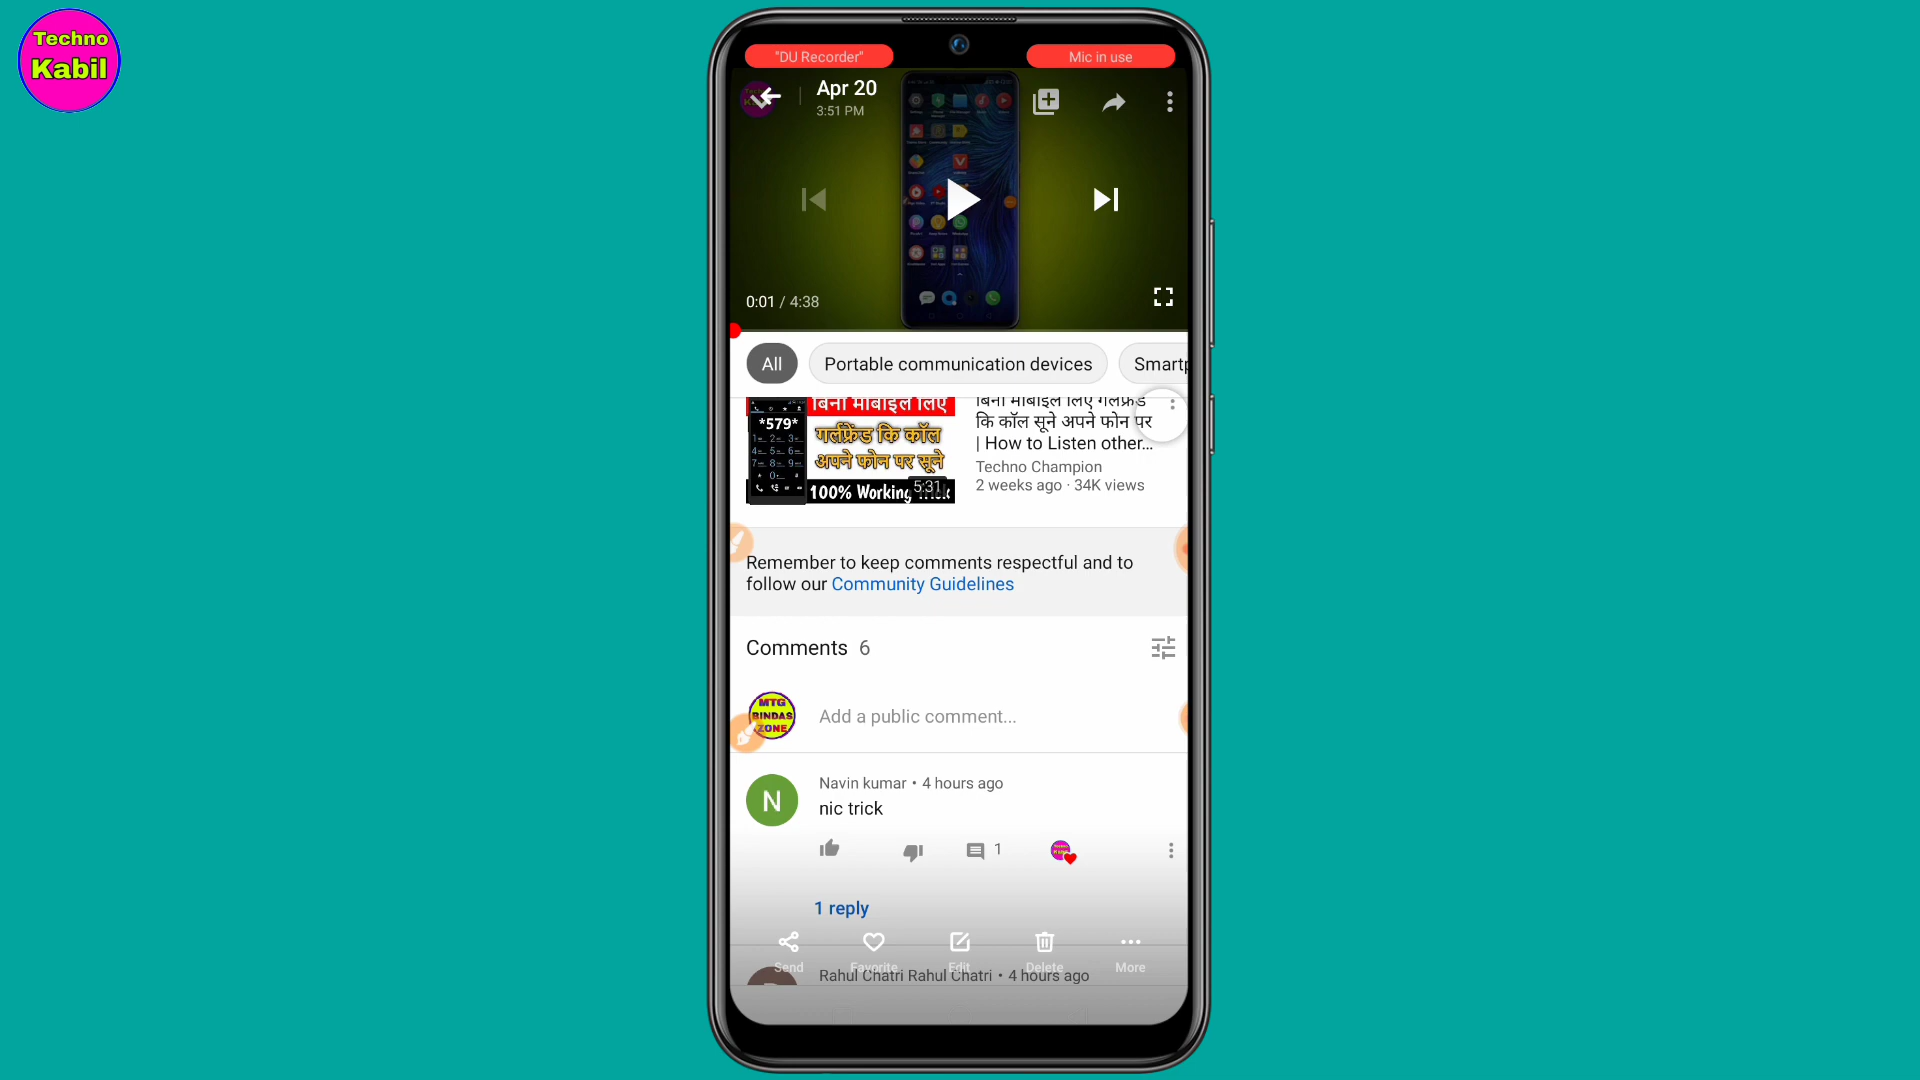 Techno
Kabil
"DU Recorder"
Mic in use
Apr 20
3:51 PM
0:01 / 4:38
All
Portable communication devices
Smartp
बिना मोबाइल लिए
*579*
गर्लफ्रेंड कि कॉल
अपने फोन पर सूने
100% Working
5:31
बिना मोबाइल लिए गर्लफ्रेंड
कि कॉल सूने अपने फोन पर
| How to Listen other...
Techno Champion
2 weeks ago · 34K views
Remember to keep comments respectful and to
follow our Community Guidelines
Comments 6
MTG
BINDAS
ZONE
Add a public comment...
N
Navin kumar • 4 hours ago
nic trick
1
1 reply
Send
Favorite
Edit
Delete
More
Rahul Chatri Rahul Chatri • 4 hours ago